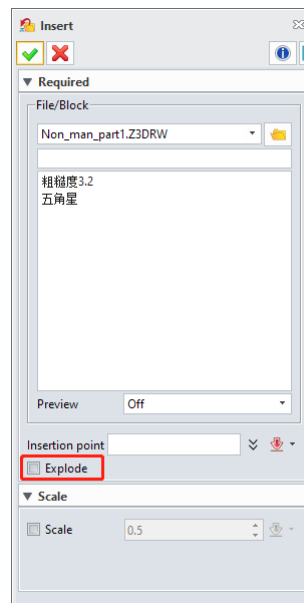 Insert
Required
File/Block
Non_man_part1.Z3DRW
粗糙度3.2
五角星
Preview Off
Insertion point
Explode
Scale
Scale 0.5